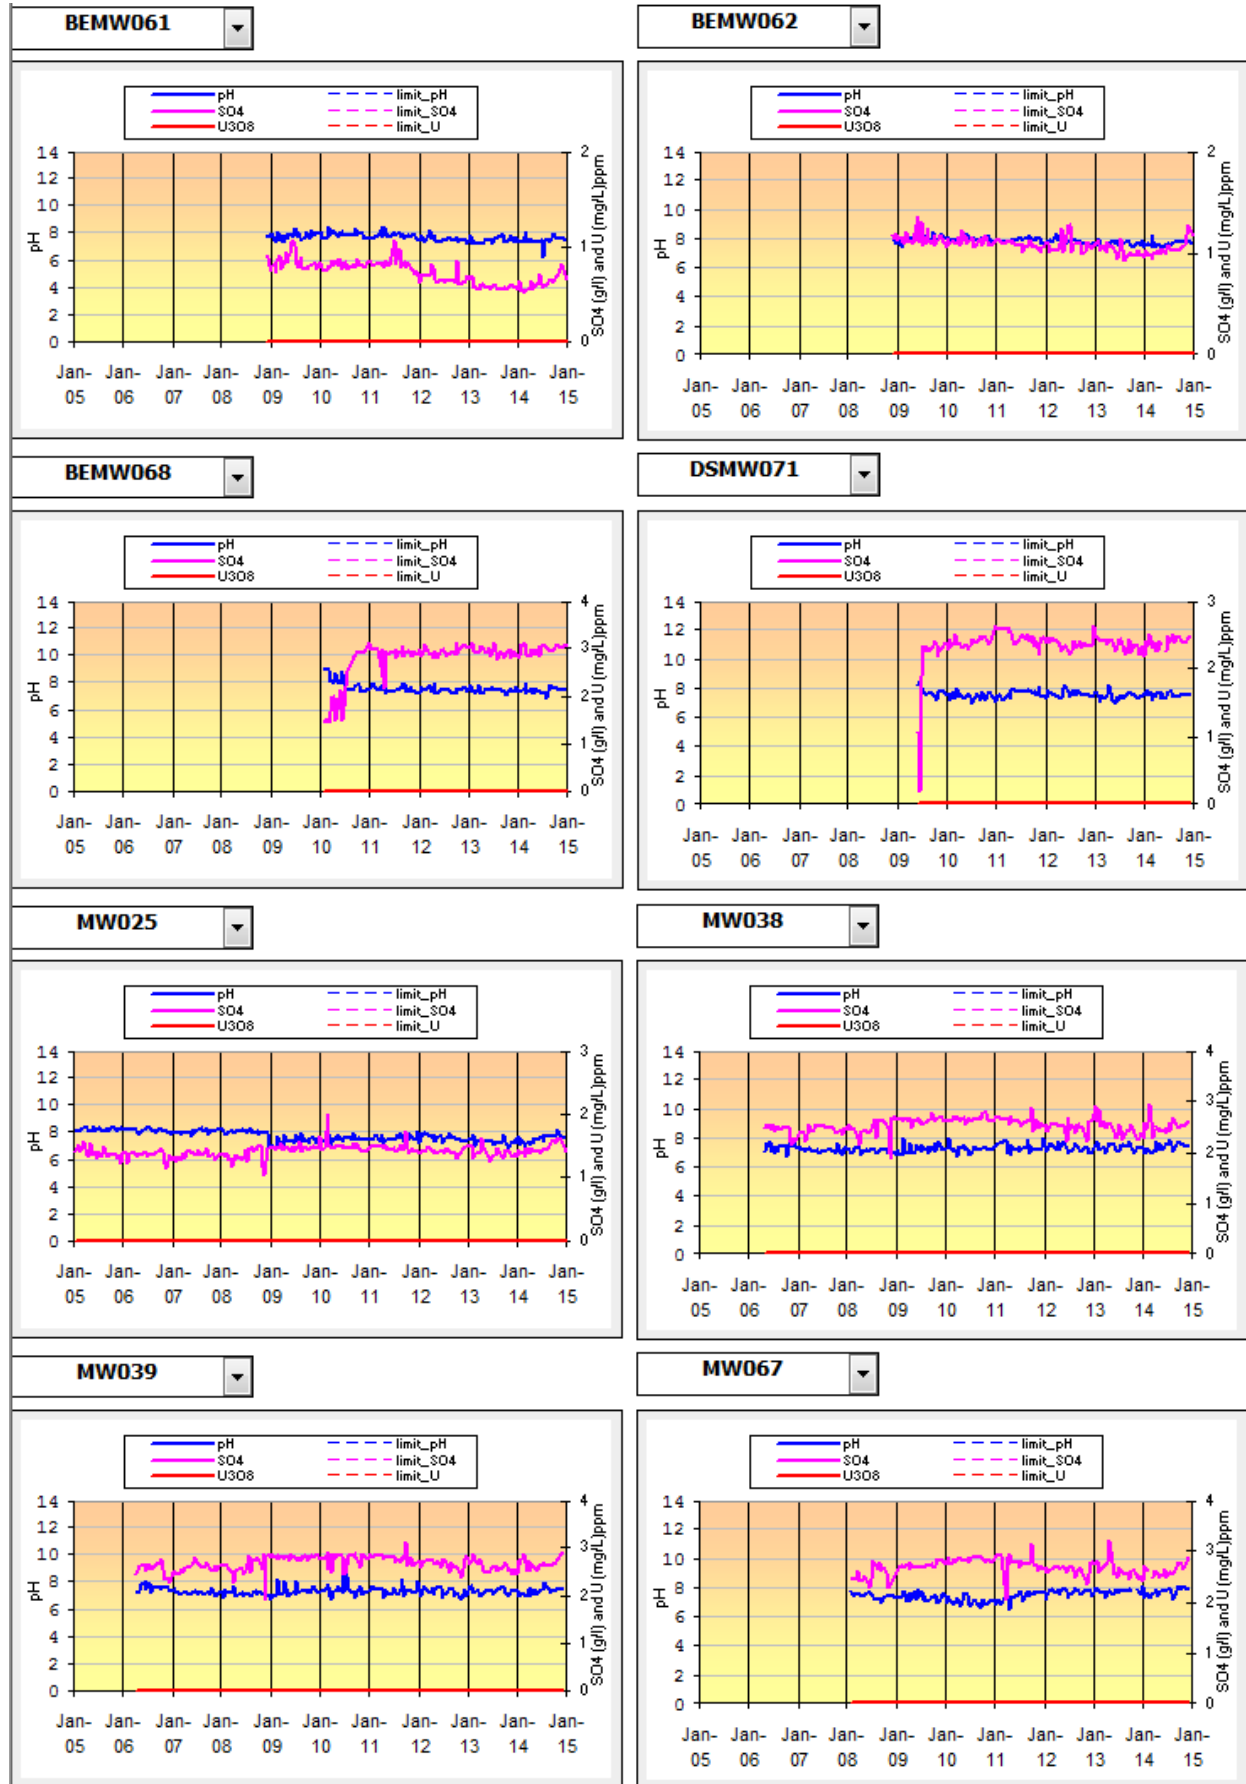 BEMW061
pH
limit_pH
SO4
limit_SO4
U3O8
limit_U
14
12
10
8
6
4
2
0
pH
2
1
0
SO4 (g/l) and U (mg/L)ppm
Jan-05 Jan-06 Jan-07 Jan-08 Jan-09 Jan-10 Jan-11 Jan-12 Jan-13 Jan-14 Jan-15
BEMW062
pH
limit_pH
SO4
limit_SO4
U3O8
limit_U
14
12
10
8
6
4
2
0
pH
2
1
0
SO4 (g/l) and U (mg/L)ppm
Jan-05 Jan-06 Jan-07 Jan-08 Jan-09 Jan-10 Jan-11 Jan-12 Jan-13 Jan-14 Jan-15
BEMW068
pH
limit_pH
SO4
limit_SO4
U3O8
limit_U
14
12
10
8
6
4
2
0
pH
4
3
2
1
0
SO4 (g/l) and U (mg/L)ppm
Jan-05 Jan-06 Jan-07 Jan-08 Jan-09 Jan-10 Jan-11 Jan-12 Jan-13 Jan-14 Jan-15
DSMW071
pH
limit_pH
SO4
limit_SO4
U3O8
limit_U
14
12
10
8
6
4
2
0
pH
3
2
1
0
SO4 (g/l) and U (mg/L)ppm
Jan-05 Jan-06 Jan-07 Jan-08 Jan-09 Jan-10 Jan-11 Jan-12 Jan-13 Jan-14 Jan-15
MW025
pH
limit_pH
SO4
limit_SO4
U3O8
limit_U
14
12
10
8
6
4
2
0
pH
3
2
1
0
SO4 (g/l) and U (mg/L)ppm
Jan-05 Jan-06 Jan-07 Jan-08 Jan-09 Jan-10 Jan-11 Jan-12 Jan-13 Jan-14 Jan-15
MW038
pH
limit_pH
SO4
limit_SO4
U3O8
limit_U
14
12
10
8
6
4
2
0
pH
4
3
2
1
0
SO4 (g/l) and U (mg/L)ppm
Jan-05 Jan-06 Jan-07 Jan-08 Jan-09 Jan-10 Jan-11 Jan-12 Jan-13 Jan-14 Jan-15
MW039
pH
limit_pH
SO4
limit_SO4
U3O8
limit_U
14
12
10
8
6
4
2
0
pH
4
3
2
1
0
SO4 (g/l) and U (mg/L)ppm
Jan-05 Jan-06 Jan-07 Jan-08 Jan-09 Jan-10 Jan-11 Jan-12 Jan-13 Jan-14 Jan-15
MW067
pH
limit_pH
SO4
limit_SO4
U3O8
limit_U
14
12
10
8
6
4
2
0
pH
4
3
2
1
0
SO4 (g/l) and U (mg/L)ppm
Jan-05 Jan-06 Jan-07 Jan-08 Jan-09 Jan-10 Jan-11 Jan-12 Jan-13 Jan-14 Jan-15